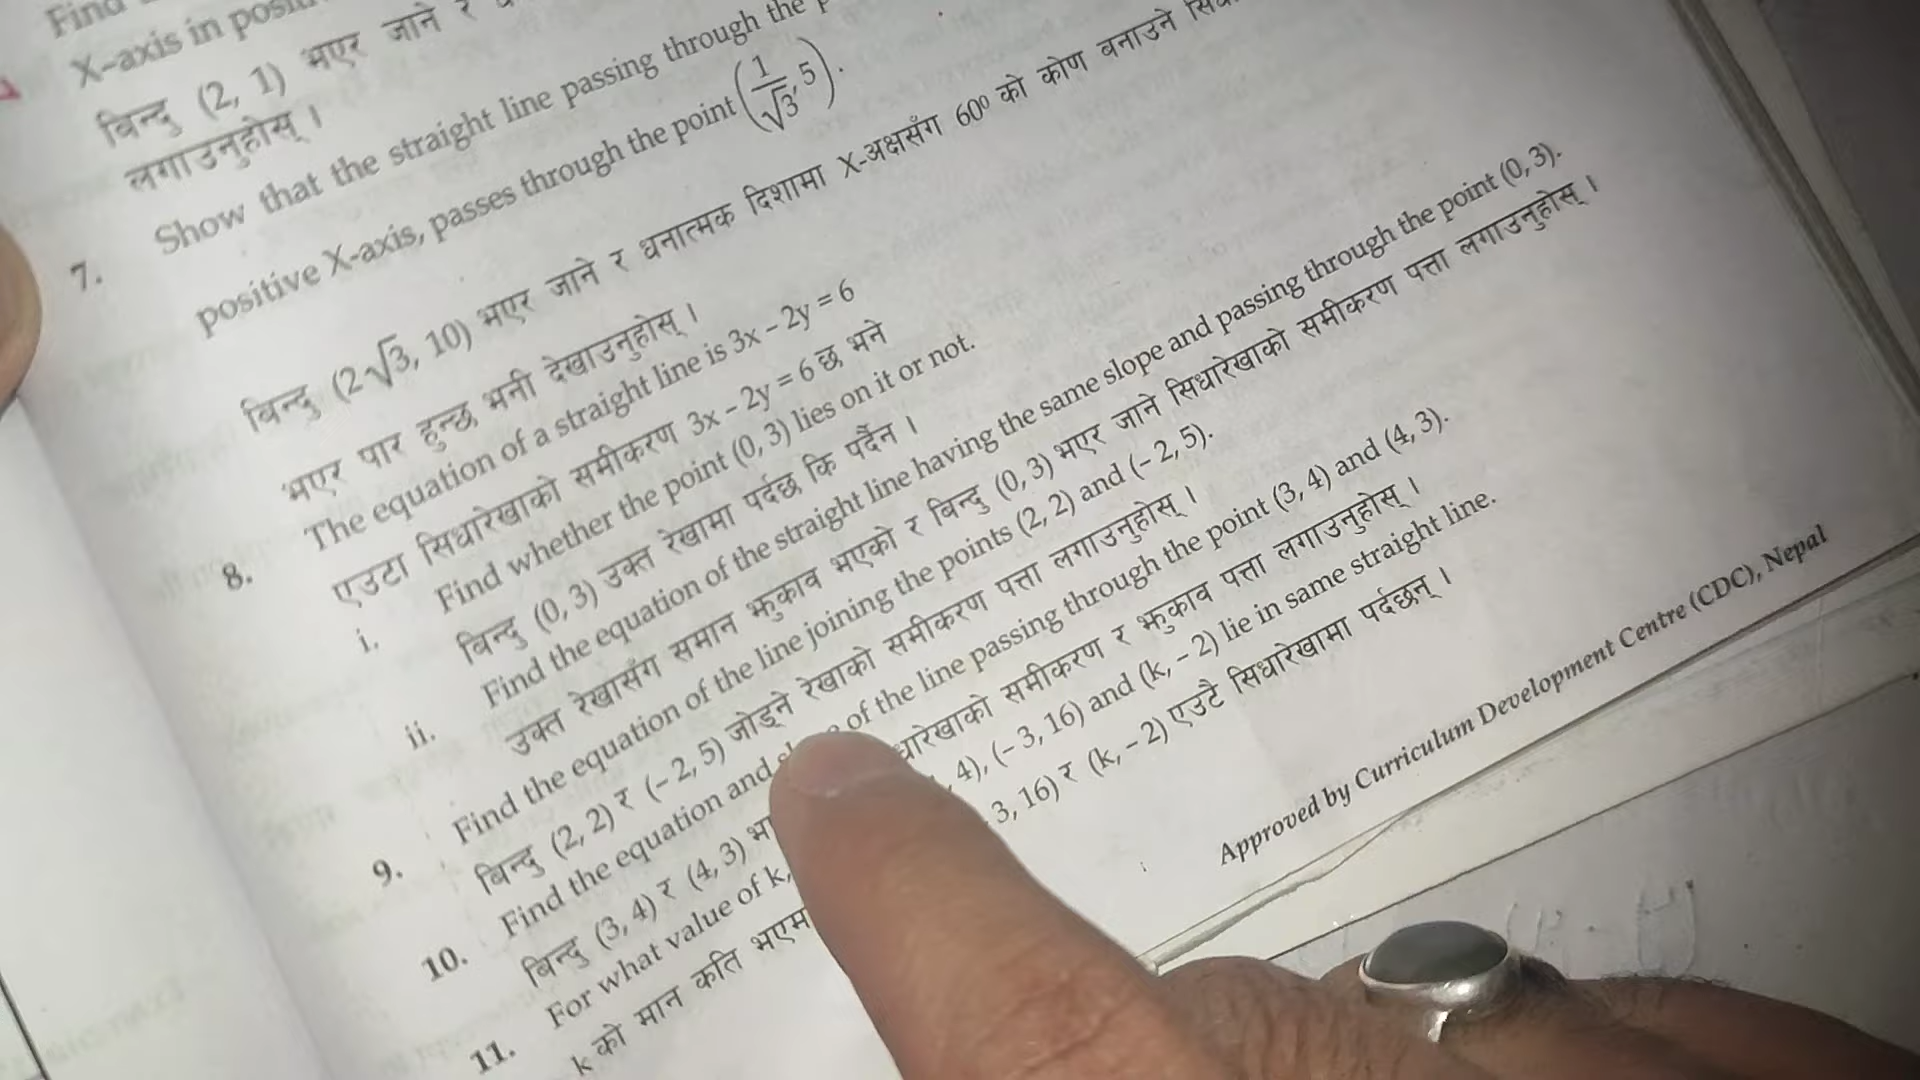 Find
X-axis in
बिन्दु (2, 1) भएर जाने र
लगाउनुहोस् ।
7. Show that the straight line passing through the
positive X-axis, passes through the point (1/√3, 5).
बिन्दु (2√3, 10) भएर जाने र धनात्मक दिशामा X-अक्षसँग 60⁰ को कोण बनाउने
भएर पार हुन्छ भनी देखाउनुहोस् ।
8. The equation of a straight line is 3x – 2y = 6
एउटा सिधारेखाको समीकरण 3x – 2y = 6 छ भने
i. Find whether the point (0, 3) lies on it or not.
बिन्दु (0, 3) उक्त रेखामा पर्दछ कि पर्दैन ।
ii. Find the equation of the straight line having the same slope and passing through the point (0, 3).
उक्त रेखासँग समान झुकाव भएको र बिन्दु (0, 3) भएर जाने सिधारेखाको समीकरण पत्ता लगाउनुहोस् ।
9. Find the equation of the line joining the points (2, 2) and (– 2, 5).
बिन्दु (2, 2) र (– 2, 5) जोड्ने रेखाको समीकरण पत्ता लगाउनुहोस् ।
10. Find the equation and of the line passing through the point (3, 4) and (4, 3).
बिन्दु (3, 4) र (4, 3) समीकरण र झुकाव पत्ता लगाउनुहोस् ।
11. For what value of k, 4), (– 3, 16) and (k, – 2) lie in same straight line.
k को मान कति 3, 16) र (k, – 2) एउटै सिधारेखामा पर्दछन् ।
Approved by Curriculum Development Centre (CDC), Nepal